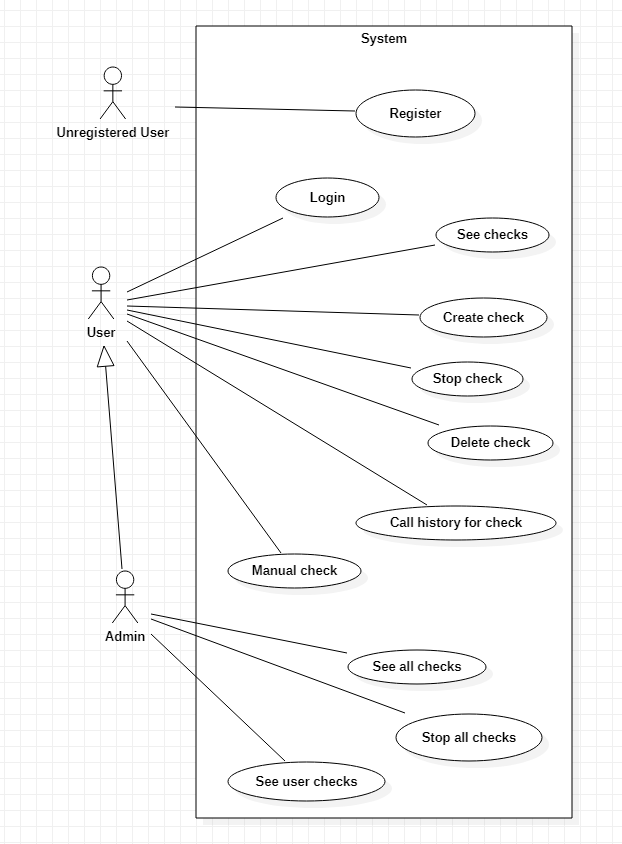 System
Unregistered User
Register
Login
See checks
User
Create check
Stop check
Delete check
Call history for check
Manual check
Admin
See all checks
Stop all checks
See user checks